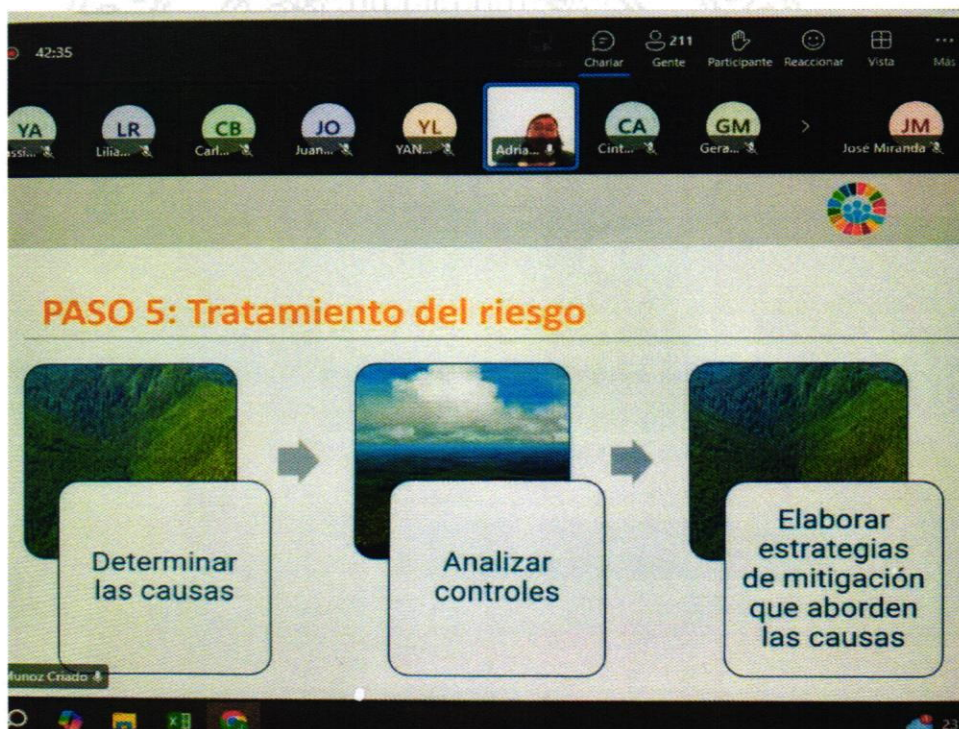 42:35
Charlar
211
Gente
Participante
Reaccionar
Vista
Más
YA
LR
CB
JO
YL
CA
GM
JM
Lilia...
Carl...
Juan...
YAN...
Adria...
Cint...
Gera...
José Miranda
PASO 5: Tratamiento del riesgo
Determinar
las causas
Analizar
controles
Elaborar
estrategias
de mitigación
que aborden
las causas
Munoz Criado
23